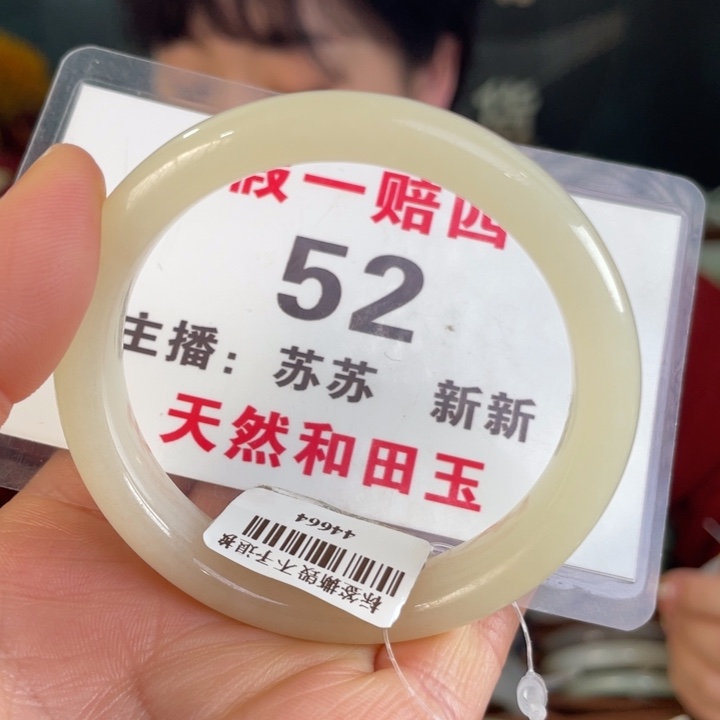 假一赔四
52
主播：苏苏 新新
天然和田玉
44664
标签撕毁不予退换